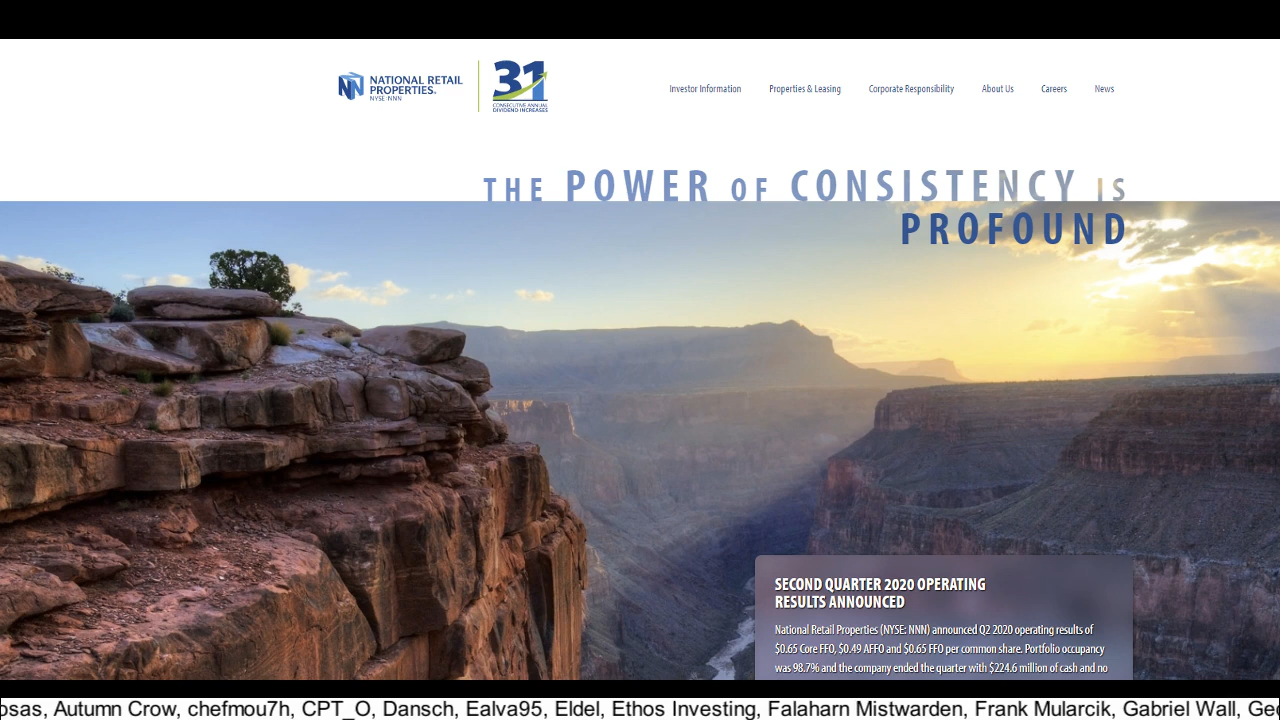 NATIONAL RETAIL
PROPERTIES.
NYSE:NNN
31
CONSECUTIVE ANNUAL
DIVIDEND INCREASES
Investor Information Properties & Leasing Corporate Responsibility About Us Careers News
THE POWER OF CONSISTENCY IS
PROFOUND
SECOND QUARTER 2020 OPERATING
RESULTS ANNOUNCED
National Retail Properties (NYSE: NNN) announced Q2 2020 operating results of
$0.65 Core FFO, $0.49 AFFO and $0.65 FFO per common share. Portfolio occupancy
was 98.7% and the company ended the quarter with $224.6 million of cash and no
osas, Autumn Crow, chefmou7h, CPT_O, Dansch, Ealva95, Eldel, Ethos Investing, Falaharn Mistwarden, Frank Mularcik, Gabriel Wall, Geo